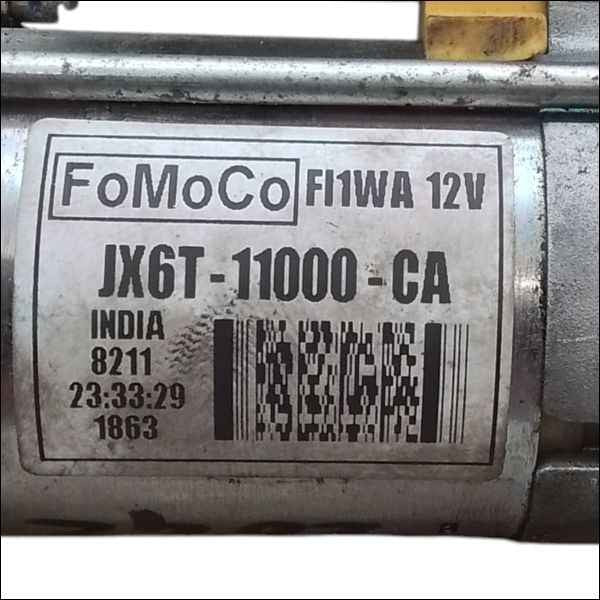 FoMoCo FI1WA 12V
JX6T-11000-CA
INDIA
8211
23:33:29
1863